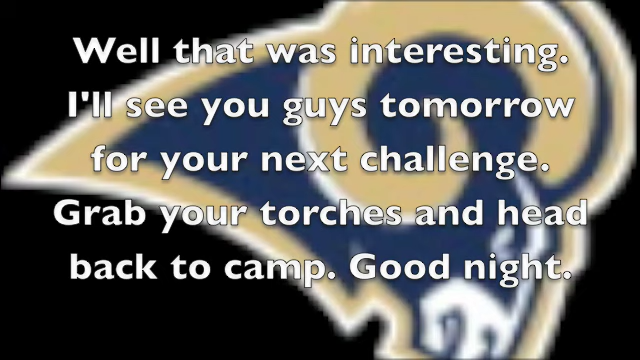 Well that was interesting.
I'll see you guys tomorrow
for your next challenge.
Grab your torches and head
back to camp. Good night.